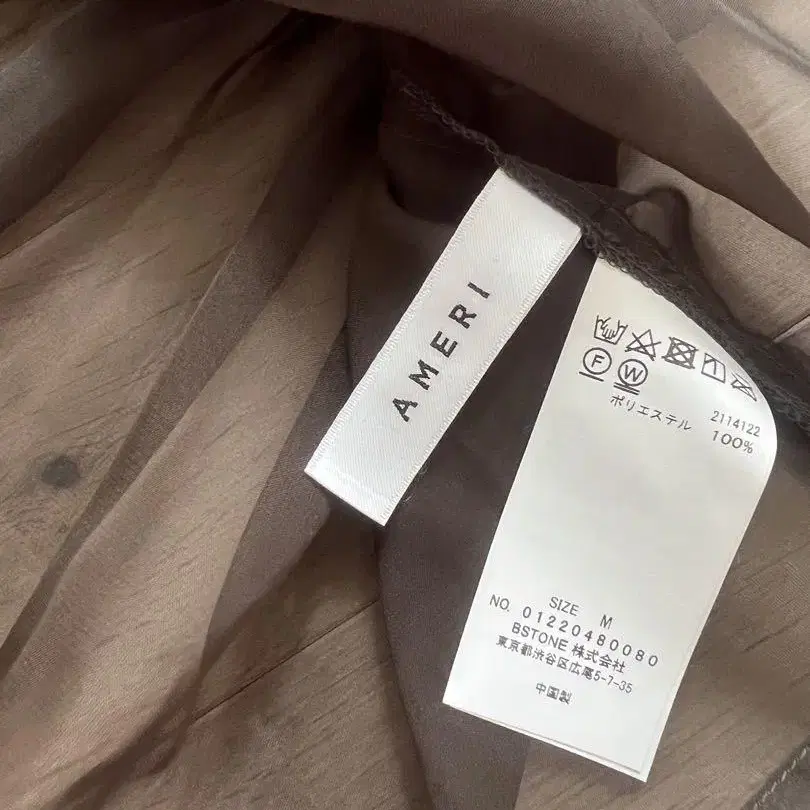 AMERI
F W
2114122
ポリエステル 100%
SIZE M
NO. 01220480080
BSTONE 株式会社
東京都渋谷区広尾5-7-35
中国製